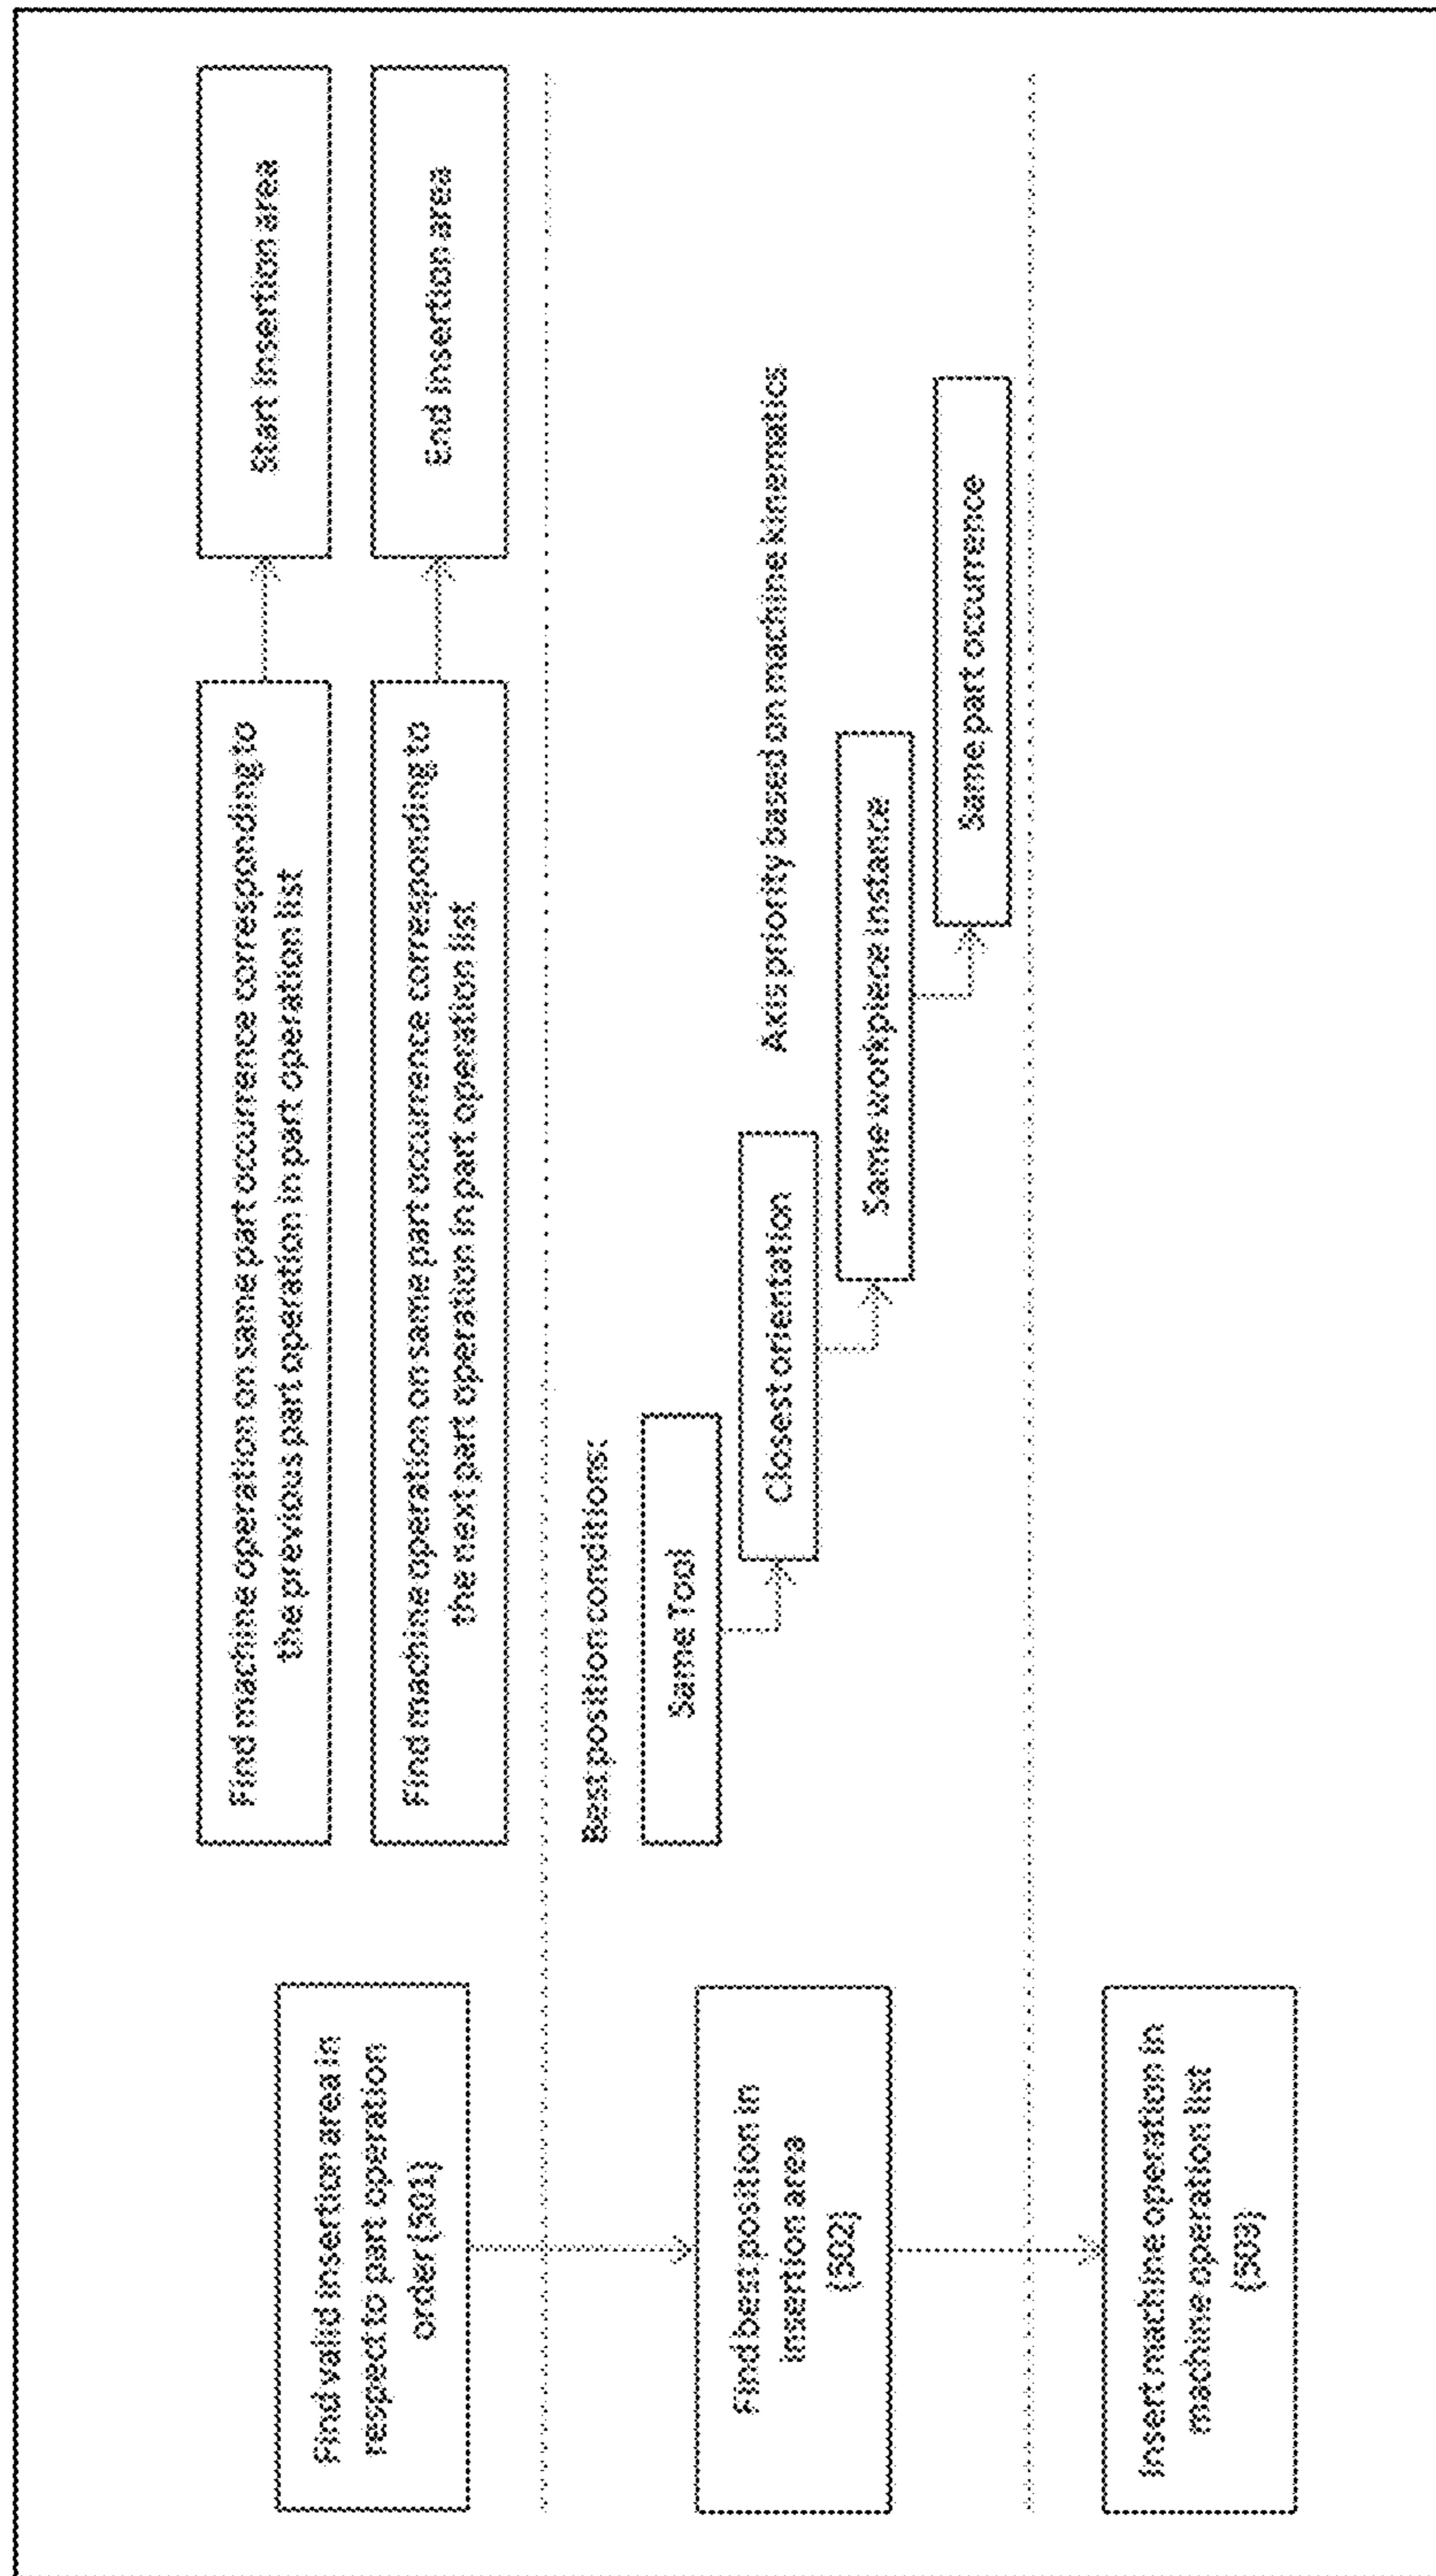 Find valid insertion area in
respect to part operation
order (501)
Find machine operation on same part occurrence corresponding to
the previous part operation in part operation list
Start insertion area
Find machine operation on same part occurrence corresponding to
the next part operation in part operation list
End insertion area
Find best position in
insertion area
(502)
Best position conditions:
Same Tool
Closest orientation
Axis priority based on machine kinematics
Same workpiece instance
Same part occurrence
Insert machine operation in
machine operation list
(503)